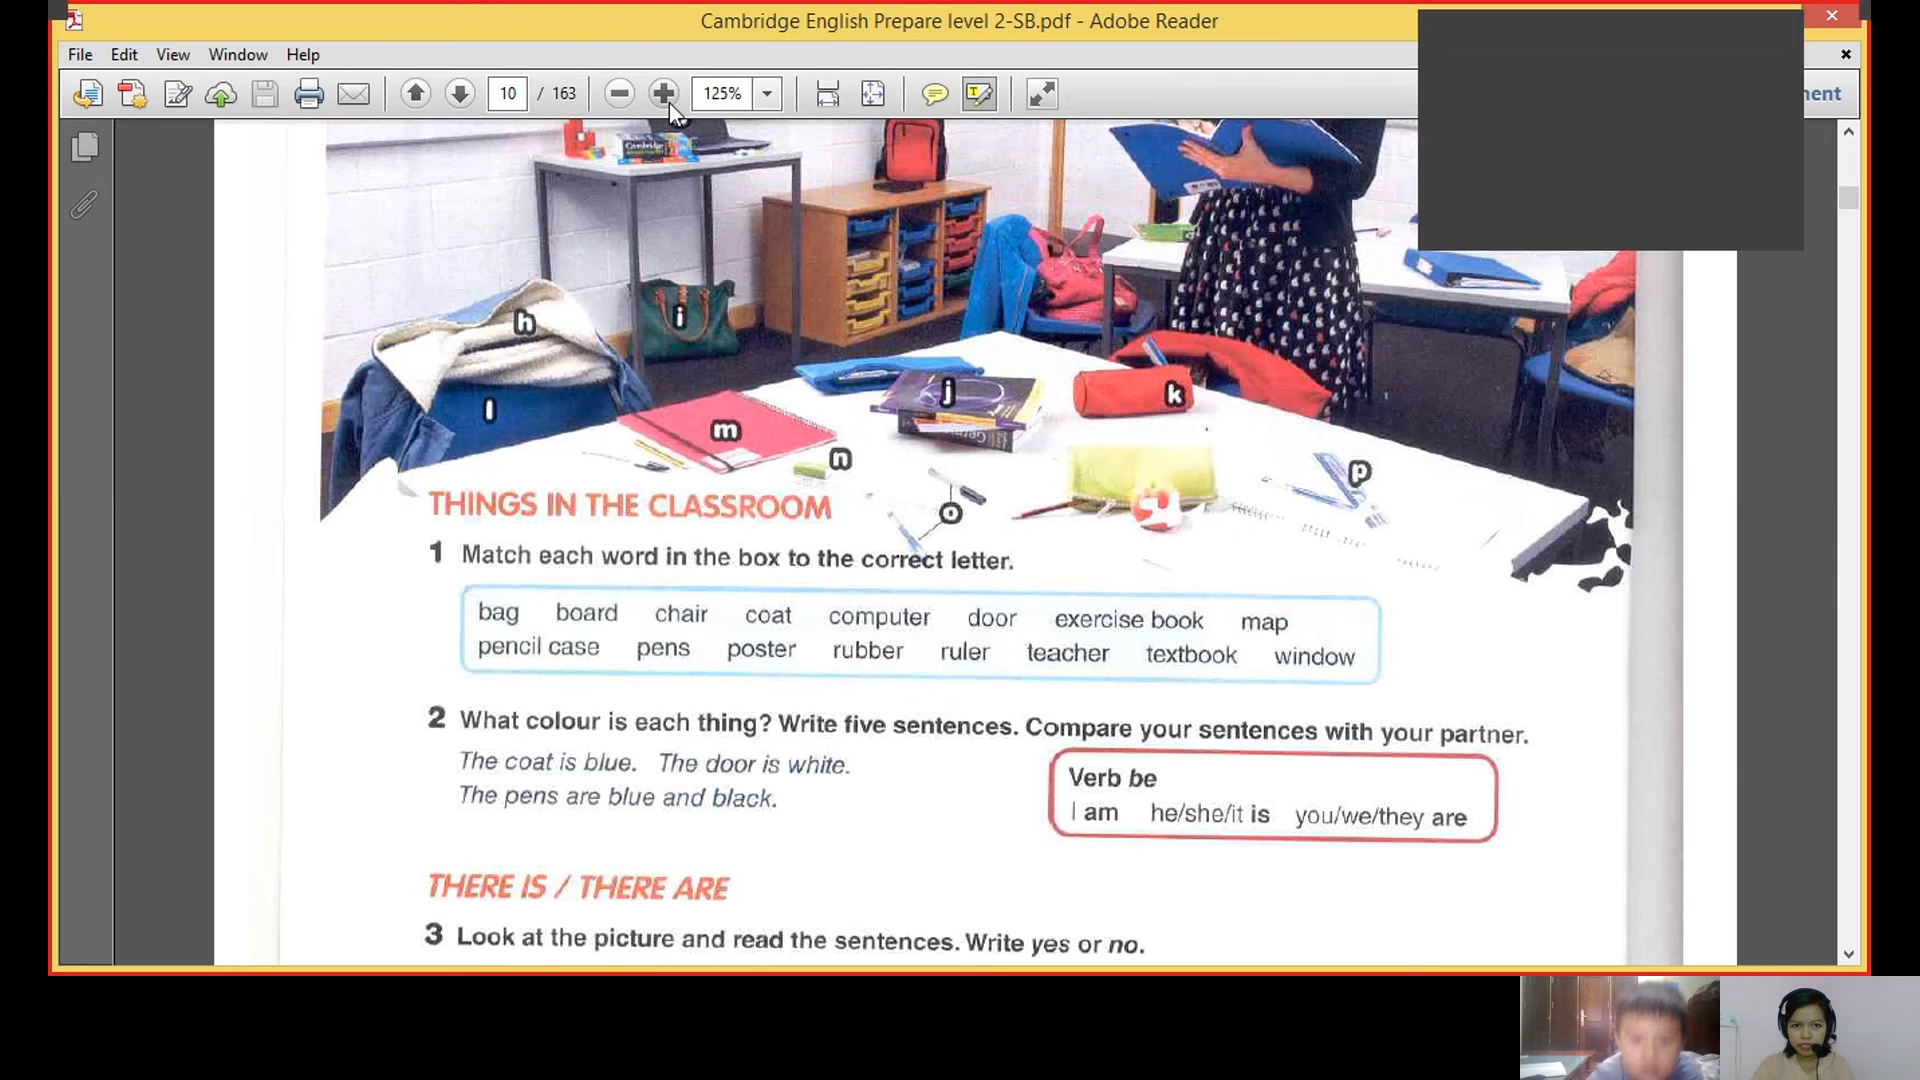 Cambridge English Prepare level 2-SB.pdf - Adobe Reader
File Edit View Window Help
10 / 163 125%
h
i
j
k
l
m
n
o
p
THINGS IN THE CLASSROOM
1 Match each word in the box to the correct letter.
bag board chair coat computer door exercise book map
pencil case pens poster rubber ruler teacher textbook window
2 What colour is each thing? Write five sentences. Compare your sentences with your partner.
The coat is blue. The door is white.
The pens are blue and black.
Verb be
I am he/she/it is you/we/they are
THERE IS / THERE ARE
3 Look at the picture and read the sentences. Write yes or no.